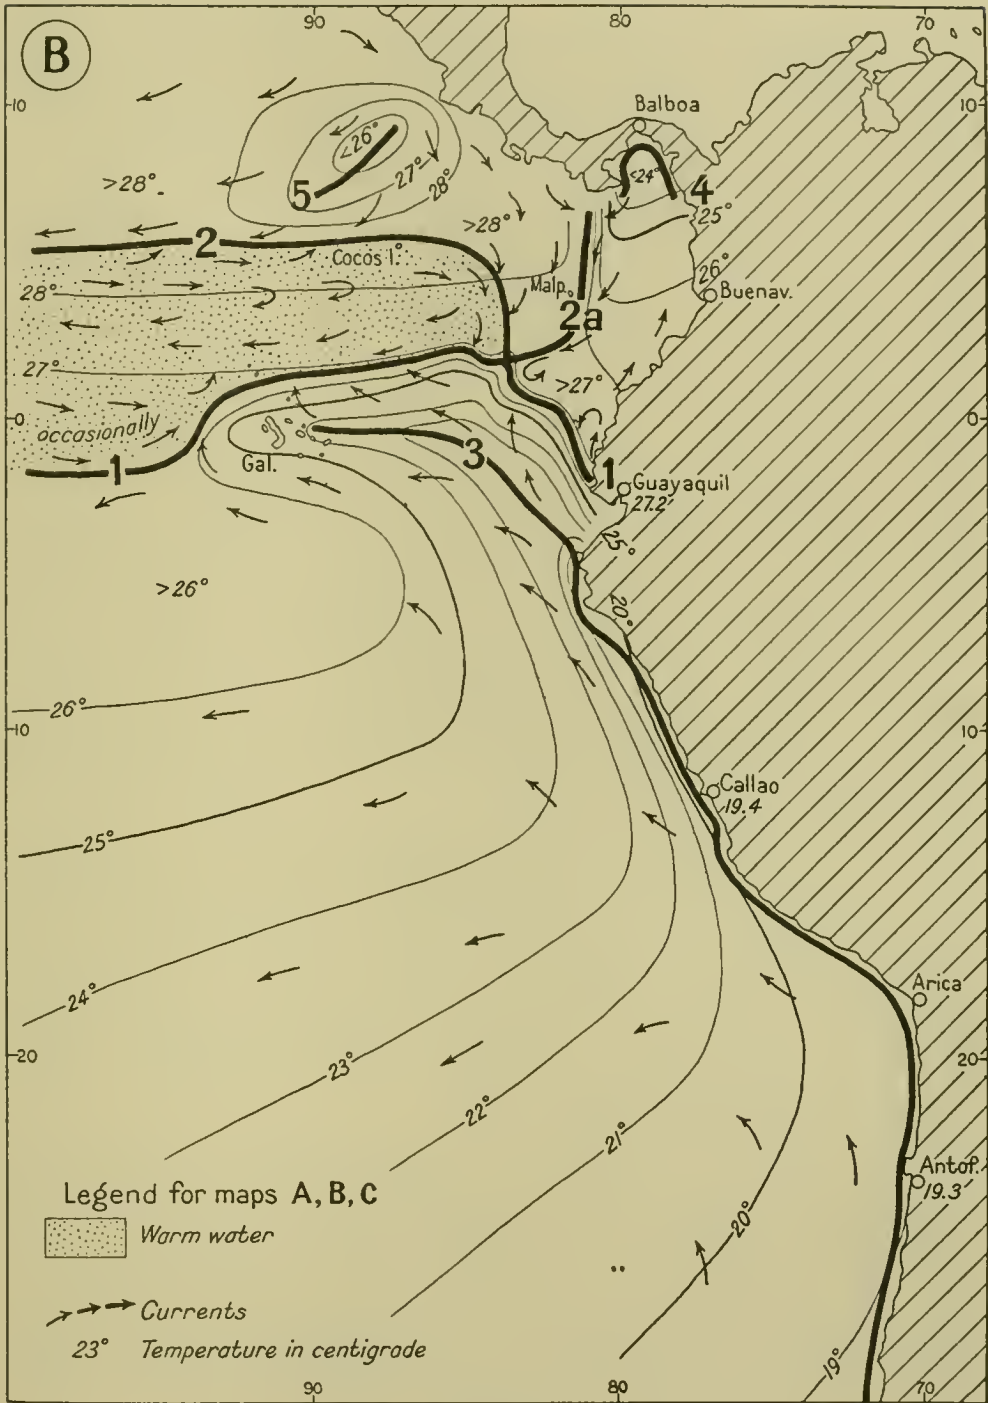 90 80 70
B
10 10
Balboa
<26°
27°
28°
5
>28°
<24°
4
25°
>28°
2
Cocos I.
26°
28°
Malp.
Buenav.
2a
27°
>27°
0 0
occasionally
1
Gal.
3
1
Guayaquil
27.2
25°
>26°
20°
26°
10 10
Callao
19.4
25°
24°
Arica
20 20
23°
22°
21°
Antof.
19.3
20°
Legend for maps A, B, C
Warm water
Currents
23° Temperature in centigrade
19°
90 80 70